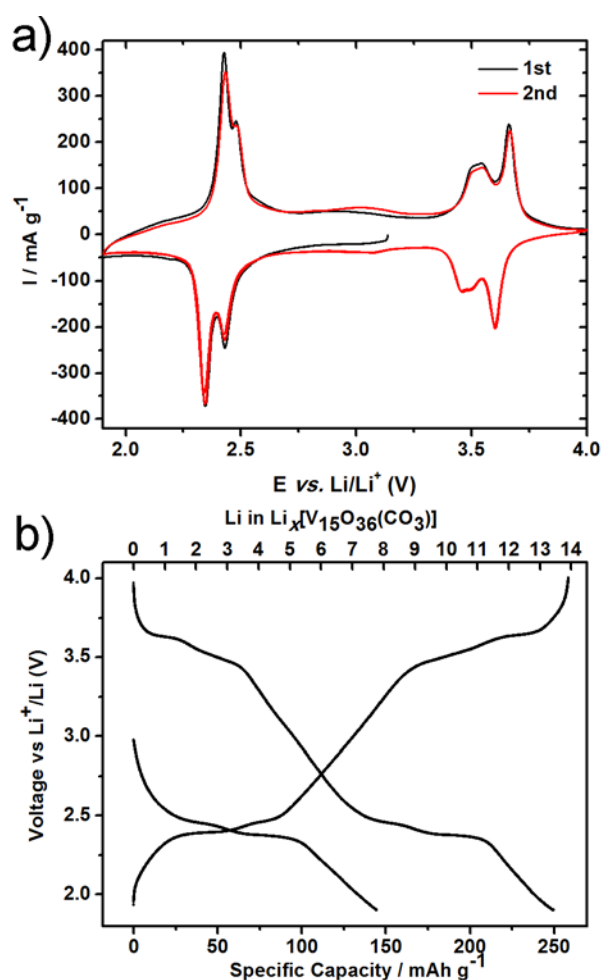 a)
400
300
200
100
0
-100
-200
-300
-400
I / mA g⁻¹
1st
2nd
2.0 2.5 3.0 3.5 4.0
E vs. Li/Li⁺ (V)
b)
Li in LiₓV₁₅O₃₆(CO₃)]
0 1 2 3 4 5 6 7 8 9 10 11 12 13 14
4.0
3.5
3.0
2.5
2.0
Voltage vs Li⁺/Li (V)
0 50 100 150 200 250
Specific Capacity / mAh g⁻¹